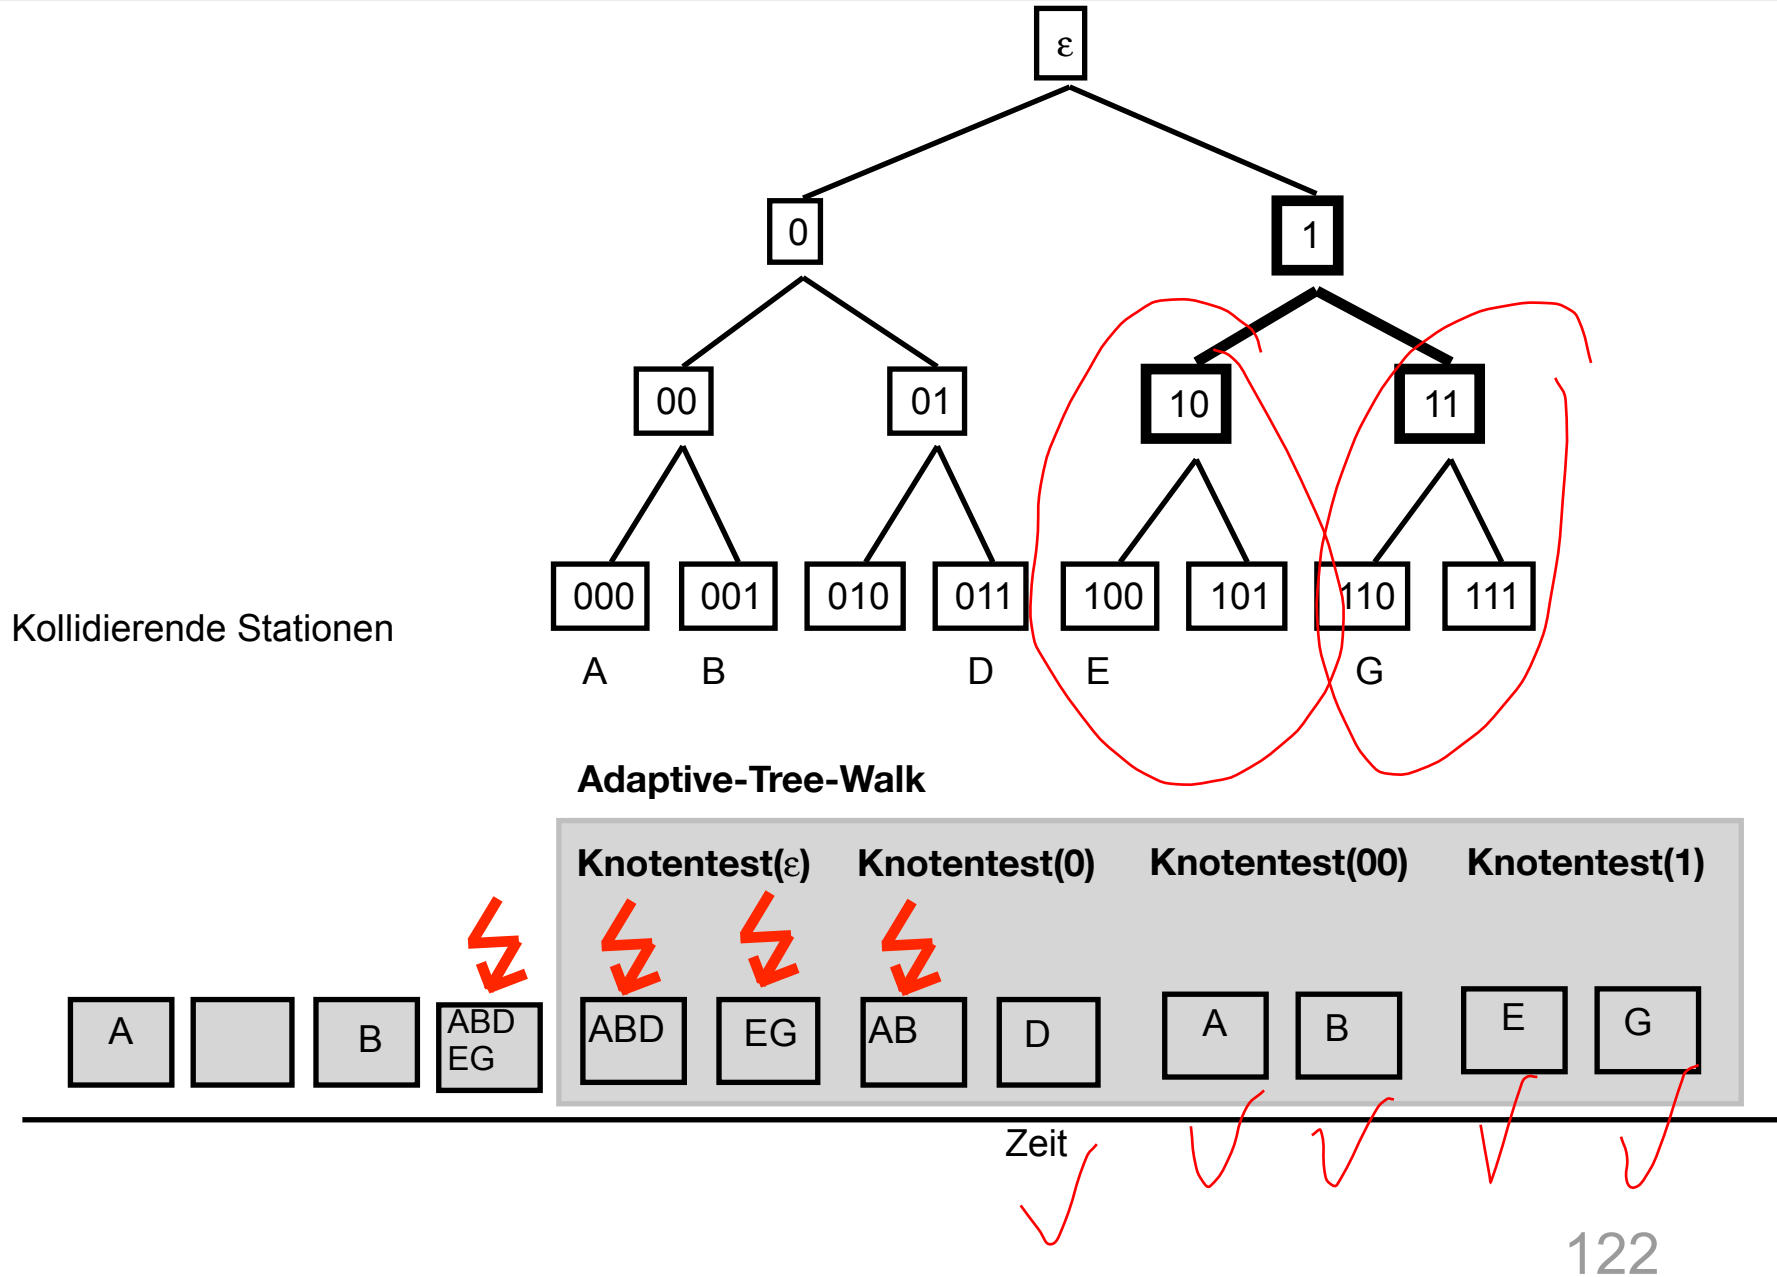 ε
0 1
00 01 10 11
000 001 010 011 100 101 110 111
Kollidierende Stationen
A B D E G
Adaptive-Tree-Walk
Knotentest(ε) Knotentest(0) Knotentest(00) Knotentest(1)
A B ABD EG ABD EG AB D A B E G
Zeit
122